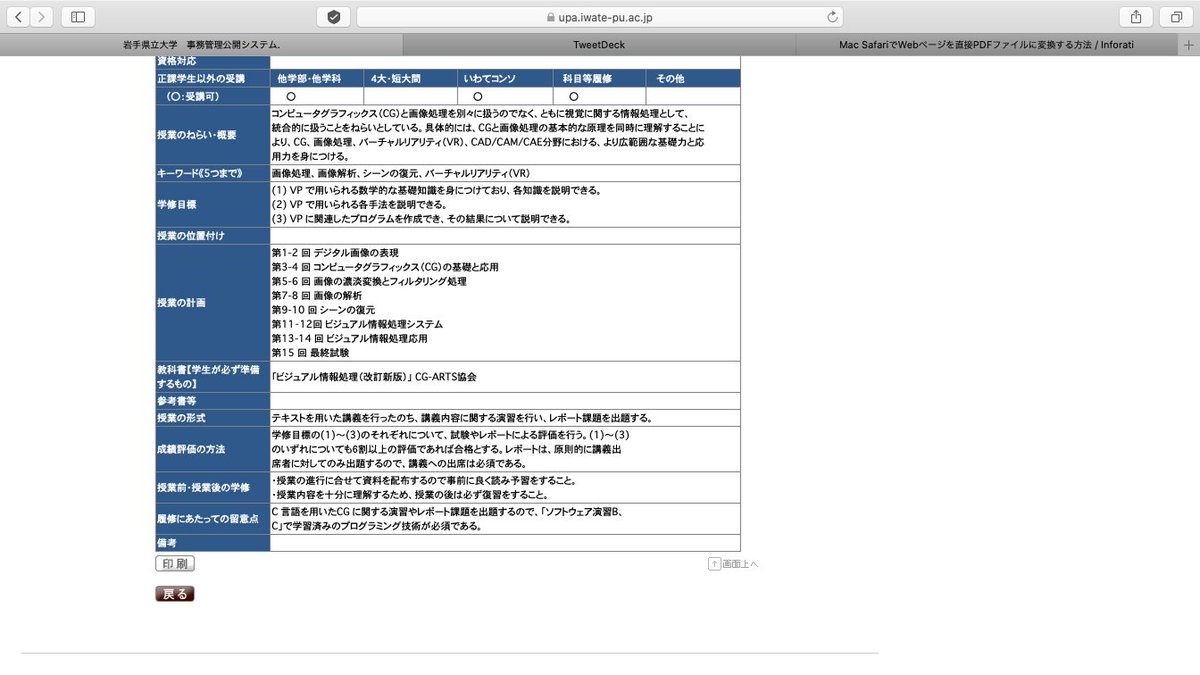 upa.iwate-pu.ac.jp
岩手県立大学　事務管理公開システム.
TweetDeck
Mac SafariでWebページを直接PDFファイルに変換する方法 / Inforati
資格対応
正課学生以外の受講 他学部・他学科 4大・短大間 いわてコンソ 科目等履修 その他
（〇：受講可） 〇 〇 〇
授業のねらい・概要
コンピュータグラフィックス（CG）と画像処理を別々に扱うのでなく、ともに視覚に関する情報処理として、
統合的に扱うことをねらいとしている。具体的には、CGと画像処理の基本的な原理を同時に理解することに
より、CG、画像処理、バーチャルリアリティ（VR）、CAD/CAM/CAE分野における、より広範囲な基礎力と応
用力を身につける。
キーワード《5つまで》 画像処理、画像解析、シーンの復元、バーチャルリアリティ（VR）
学修目標
(1) VP で用いられる数学的な基礎知識を身につけており、各知識を説明できる。
(2) VP で用いられる各手法を説明できる。
(3) VP に関連したプログラムを作成でき、その結果について説明できる。
授業の位置付け
授業の計画
第1-2 回 デジタル画像の表現
第3-4 回 コンピュータグラフィックス（CG）の基礎と応用
第5-6 回 画像の濃淡変換とフィルタリング処理
第7-8 回 画像の解析
第9-10 回 シーンの復元
第11-12回 ビジュアル情報処理システム
第13-14 回 ビジュアル情報処理応用
第15 回 最終試験
教科書【学生が必ず準備
するもの】
「ビジュアル情報処理（改訂新版）」 CG-ARTS協会
参考書等
授業の形式 テキストを用いた講義を行ったのち、講義内容に関する演習を行い、レポート課題を出題する。
成績評価の方法
学修目標の(1)～(3)のそれぞれについて、試験やレポートによる評価を行う。(1)～(3)
のいずれについても6割以上の評価であれば合格とする。レポートは、原則的に講義出
席者に対してのみ出題するので、講義への出席は必須である。
授業前・授業後の学修
・授業の進行に合せて資料を配布するので事前に良く読み予習をすること。
・授業内容を十分に理解するため、授業の後は必ず復習をすること。
履修にあたっての留意点
C 言語を用いたCG に関する演習やレポート課題を出題するので、「ソフトウェア演習B、
C」で学習済みのプログラミング技術が必須である。
備考
印刷
↑画面上へ
戻る